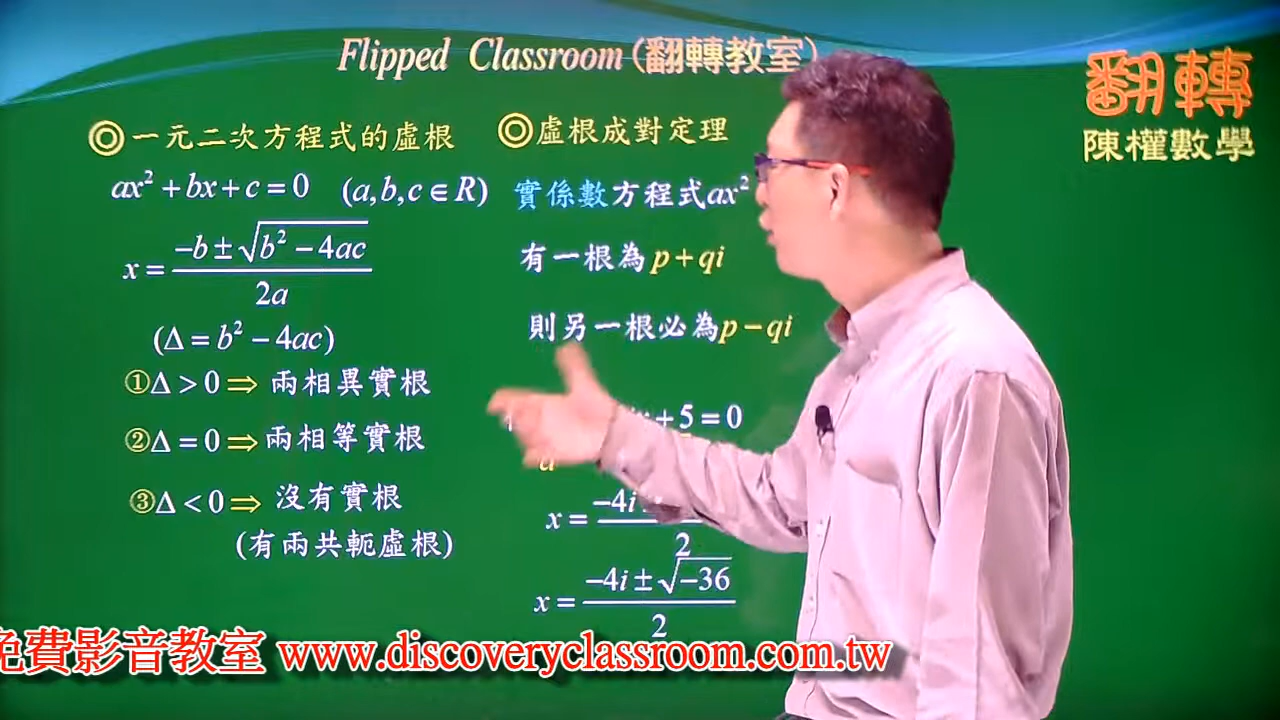 Flipped Classroom (翻轉教室)
翻轉
陳權數學
◎一元二次方程式的虛根
ax² + bx + c = 0 (a, b, c ∈ R)
x = (−b ± √(b² − 4ac)) / 2a
(Δ = b² − 4ac)
①Δ > 0 ⇒ 兩相異實根
②Δ = 0 ⇒ 兩相等實根
③Δ < 0 ⇒ 沒有實根
(有兩共軛虛根)
◎虛根成對定理
實係數方程式ax²
有一根為 p + qi
則另一根必為 p − qi
+ 5 = 0
a
x = −4i
2
x = (−4i ± √−36) / 2
免費影音教室 www.discoveryclassroom.com.tw